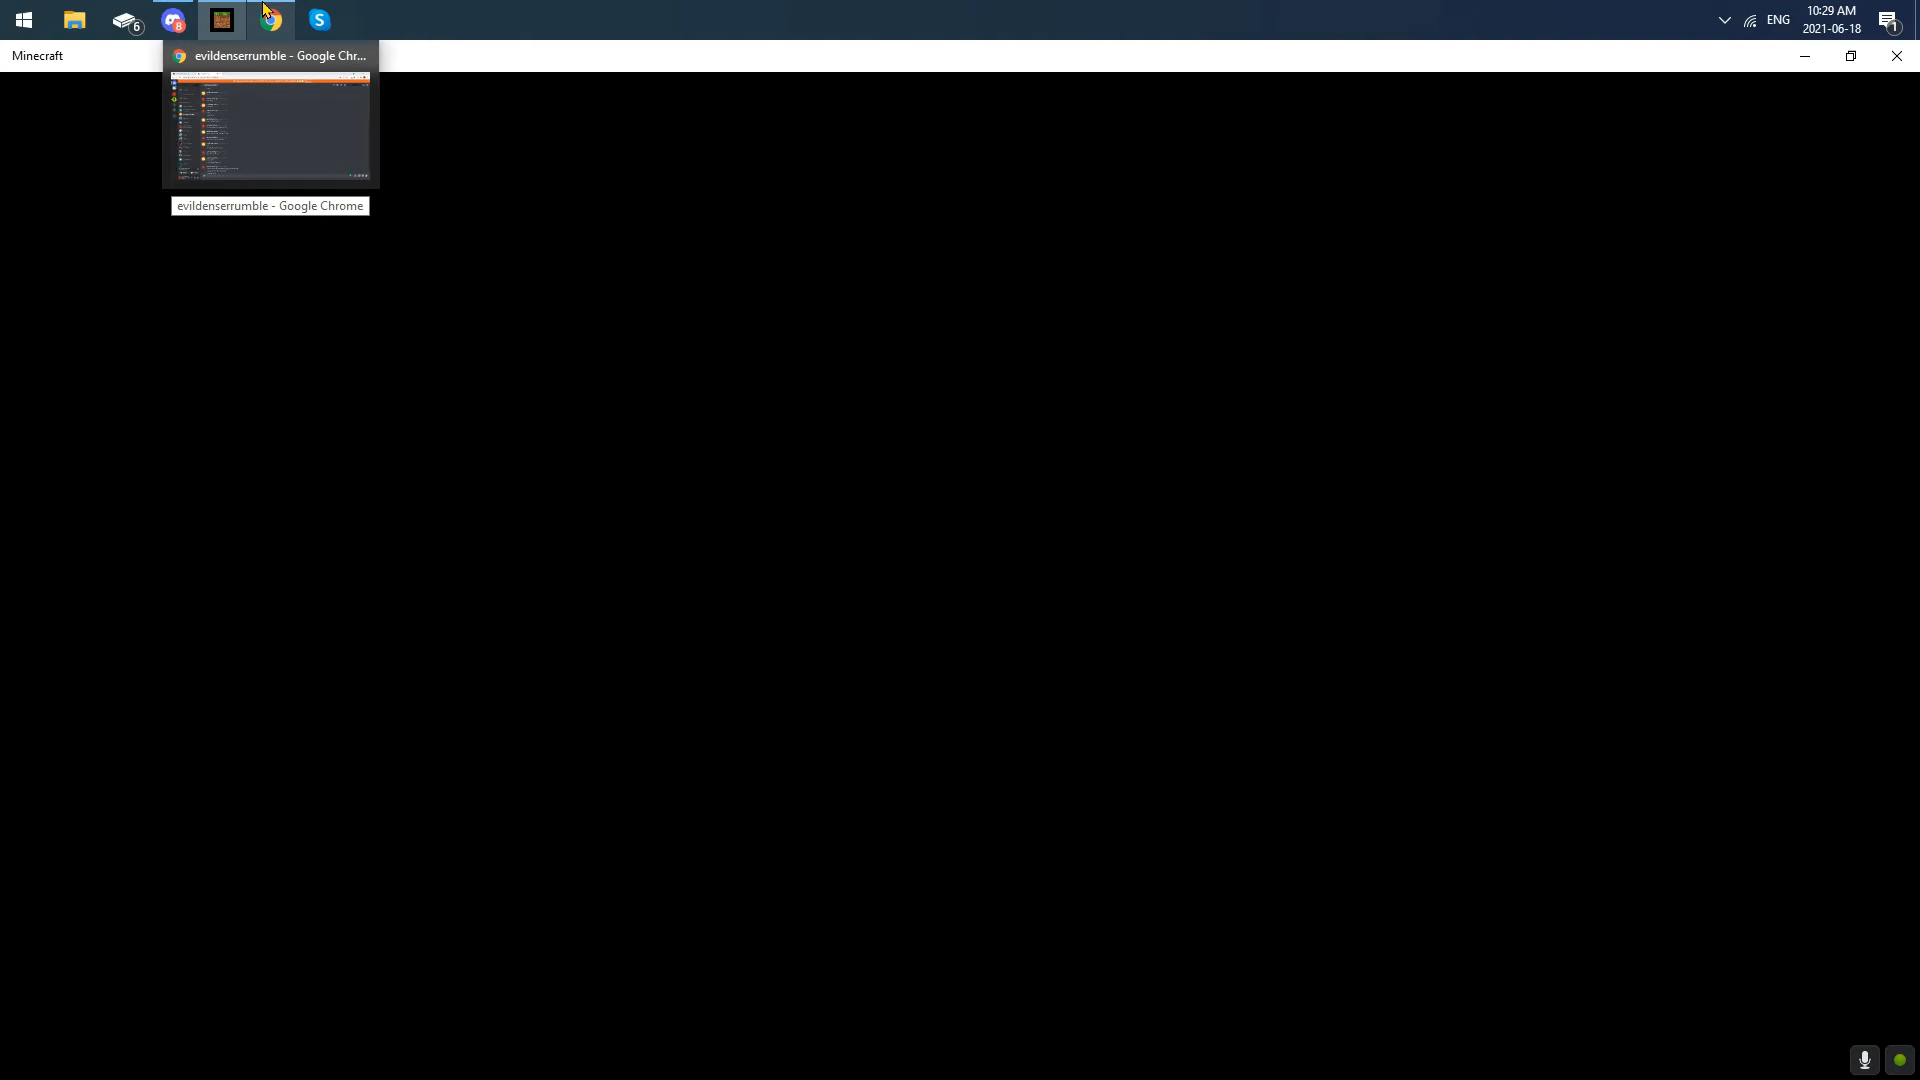 6
8
S
ENG
10:29 AM
2021-06-18
1
Minecraft
evildenserrumble - Google Chr...
evildenserrumble - Google Chrome